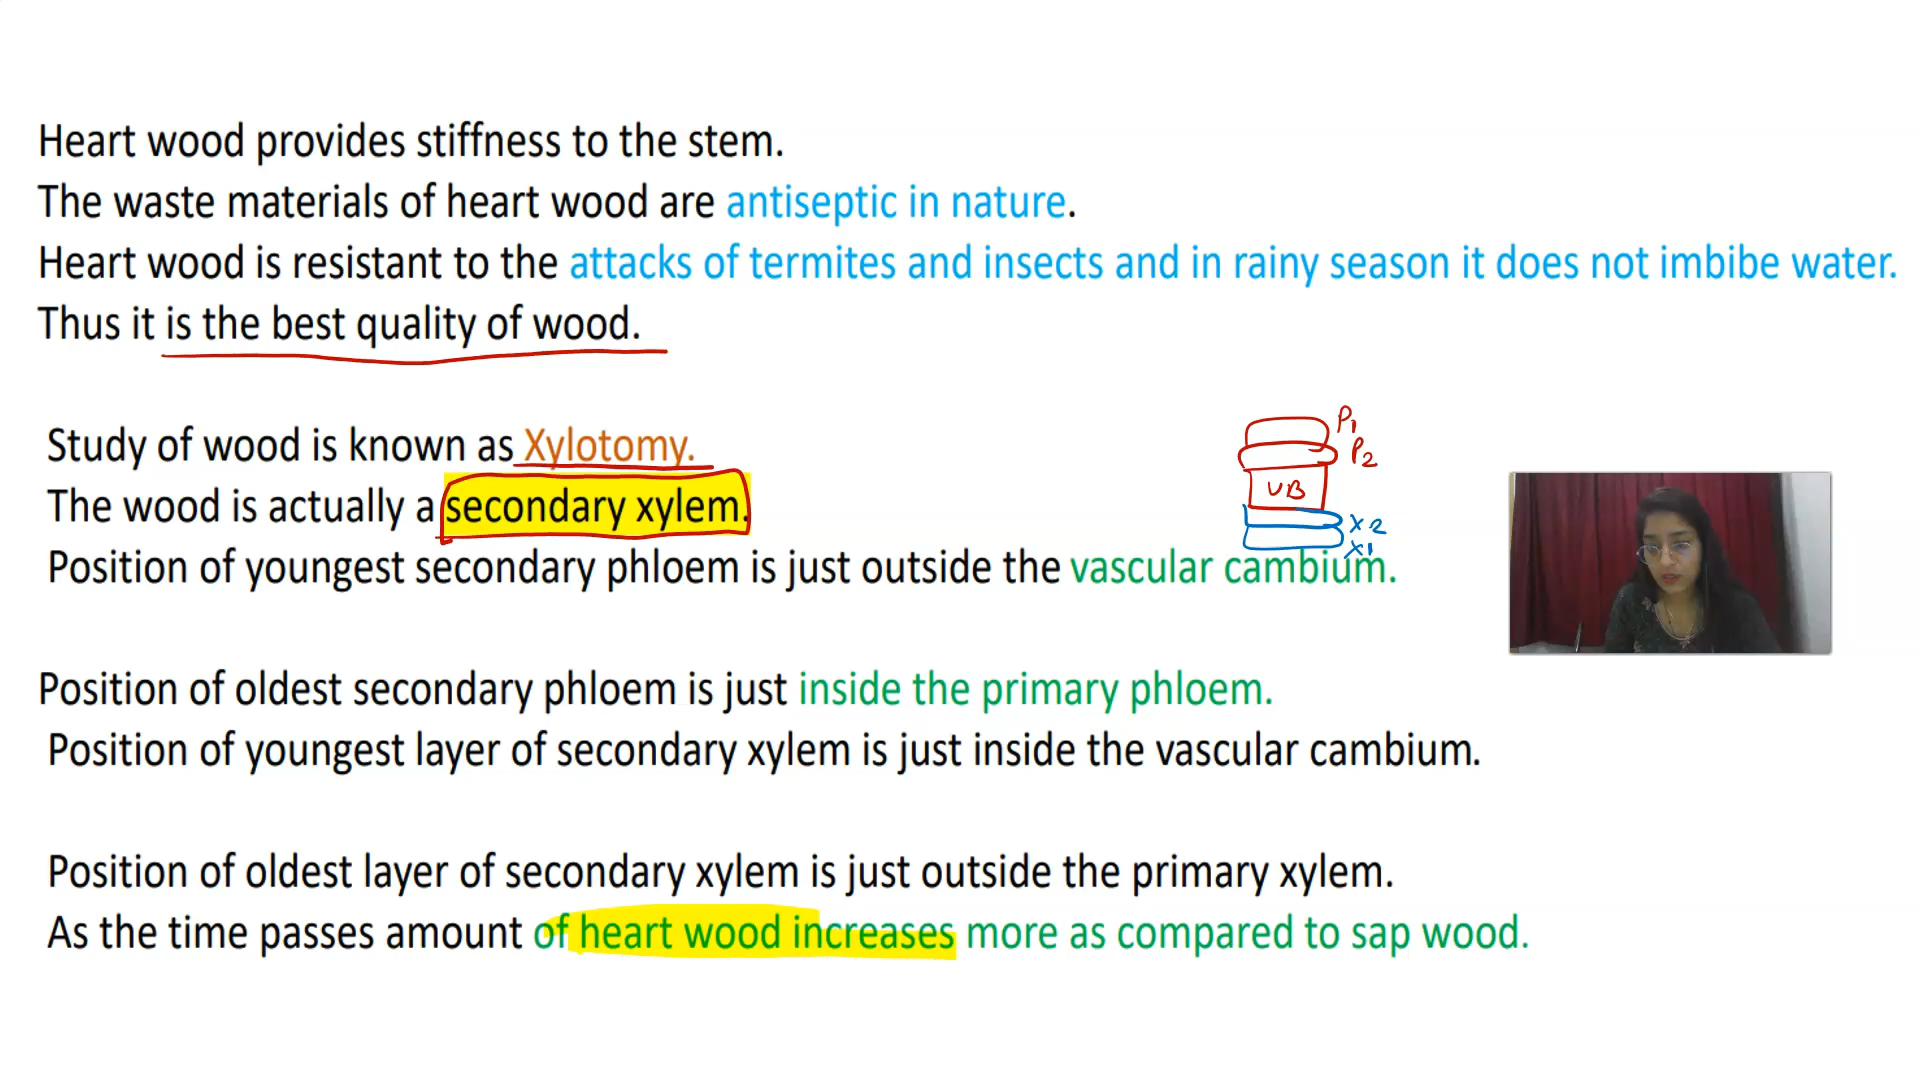 Heart wood provides stiffness to the stem.
The waste materials of heart wood are antiseptic in nature.
Heart wood is resistant to the attacks of termites and insects and in rainy season it does not imbibe water.
Thus it is the best quality of wood.
P1
Study of wood is known as Xylotomy.
P2
VB
The wood is actually a secondary xylem.
X2
X1
Position of youngest secondary phloem is just outside the vascular cambium.
Position of oldest secondary phloem is just inside the primary phloem.
Position of youngest layer of secondary xylem is just inside the vascular cambium.
Position of oldest layer of secondary xylem is just outside the primary xylem.
As the time passes amount of heart wood increases more as compared to sap wood.